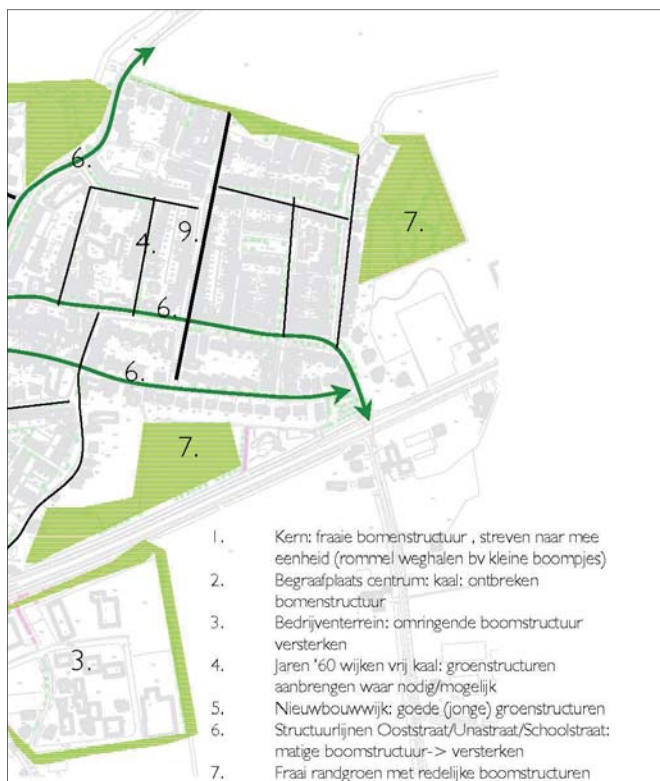 6.
7.
4.
9.
6.
6.
7.
3.
1. Kern: fraaie bomenstructuur , streven naar mee
eenheid (rommel weghalen bv kleine boompjes)
2. Begraafplaats centrum: kaal: ontbreken
bomenstructuur
3. Bedrijventerrein: omringende boomstructuur
versterken
4. Jaren '60 wijken vrij kaal: groenstructuren
aanbrengen waar nodig/mogelijk
5. Nieuwbouwwijk: goede (jonge) groenstructuren
6. Structuurlijnen Ooststraat/Unastraat/Schoolstraat:
matige boomstructuur-> versterken
7. Fraai randgroen met redelijke boomstructuren